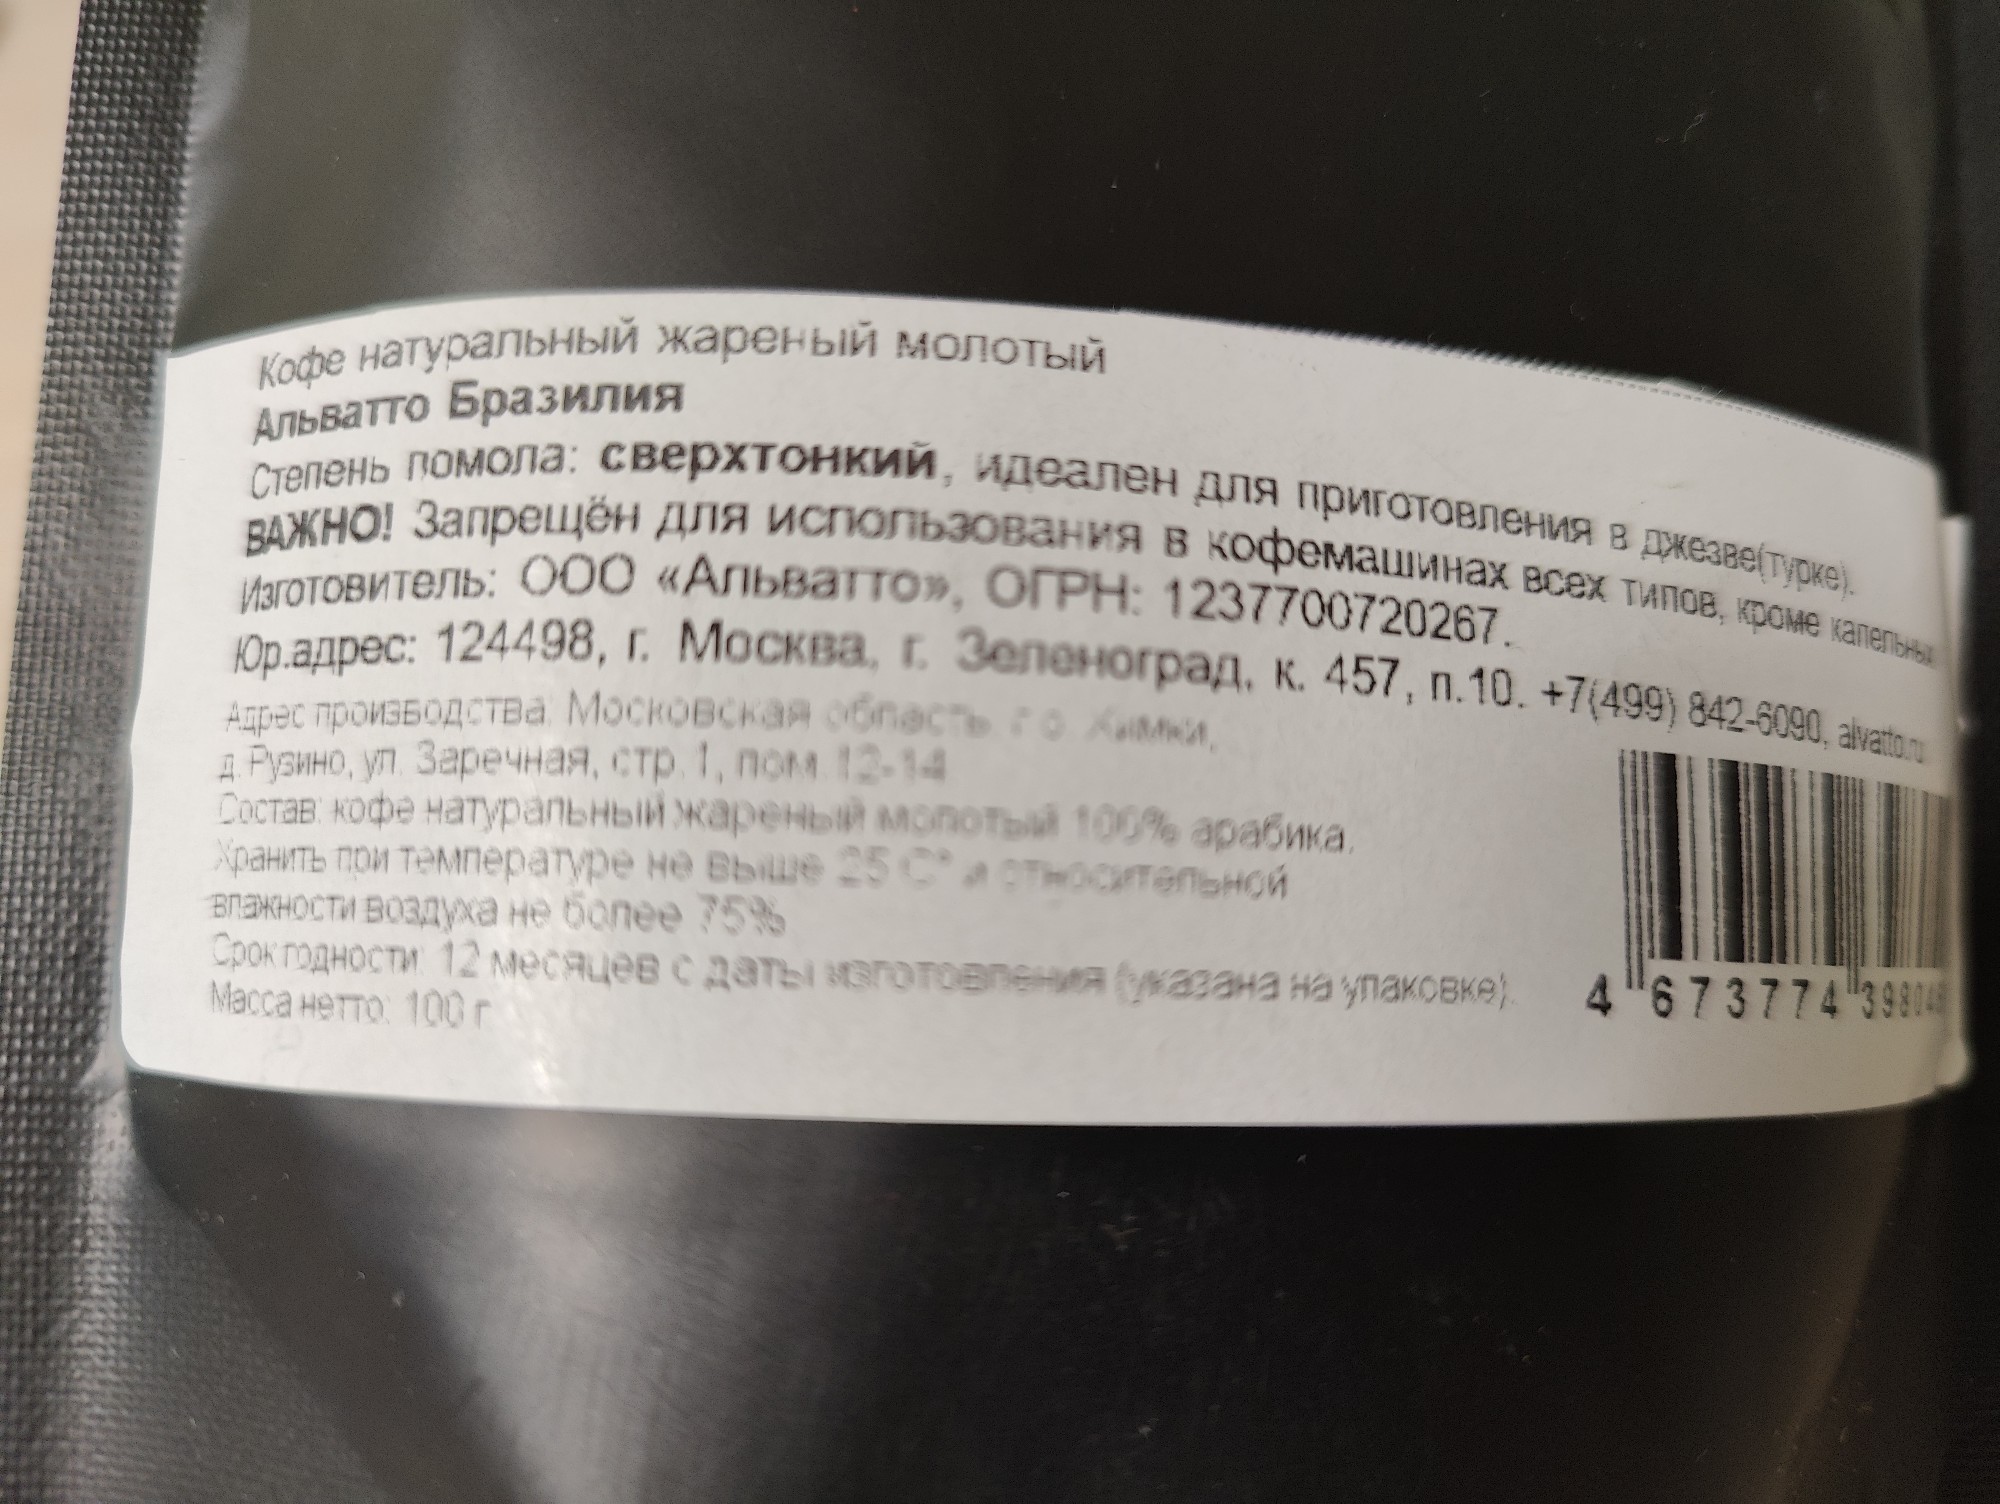 Кофе натуральный жареный молотый
Альватто Бразилия
Степень помола: сверхтонкий, идеален для приготовления в джезве(турке).
ВАЖНО! Запрещён для использования в кофемашинах всех типов, кроме капельных
Изготовитель: ООО «Альватто», ОГРН: 1237700720267.
Юр.адрес: 124498, г. Москва, г. Зеленоград, к. 457, п.10. +7(499) 842-6090, alvatto.ru
Адрес производства: Московская область, г.о. Химки,
д. Рузино, ул. Заречная, стр. 1, пом. 12-14
Состав: кофе натуральный жареный молотый 100% арабика.
Хранить при температуре не выше 25 С° и относительной
влажности воздуха не более 75%
Срок годности: 12 месяцев с даты изготовления (указана на упаковке).
Масса нетто: 100 г
4 673774 39804